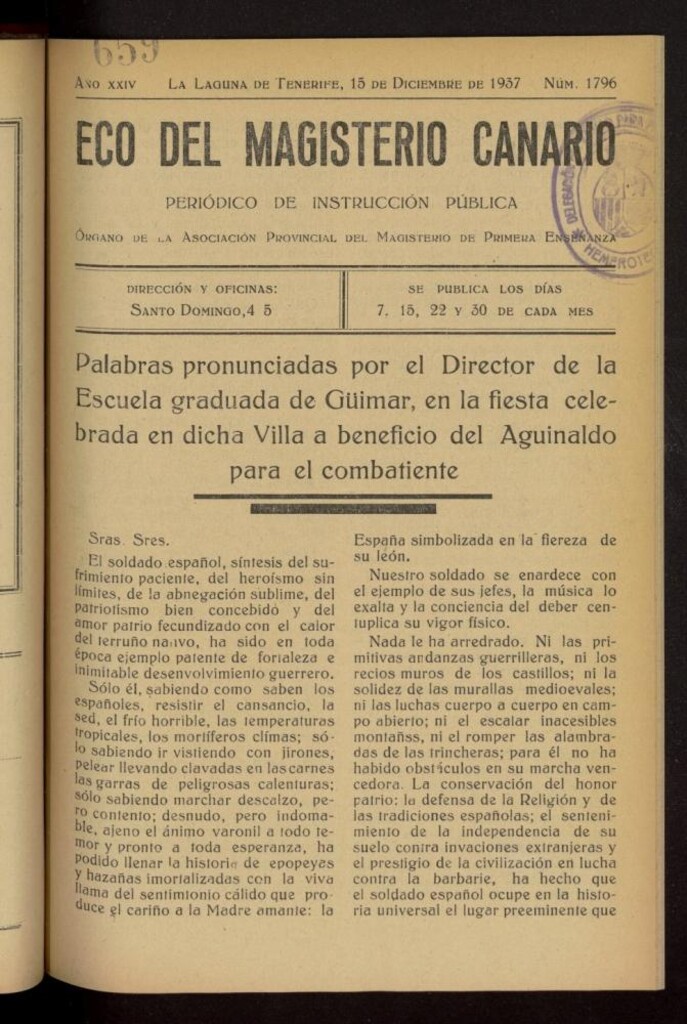 659
AÑO XXIV LA LAGUNA DE TENERIFE, 15 DE DICIEMBRE DE 1937 NÚM. 1796
ECO DEL MAGISTERIO CANARIO
PERIÓDICO DE INSTRUCCIÓN PÚBLICA
ÓRGANO DE LA ASOCIACIÓN PROVINCIAL DEL MAGISTERIO DE PRIMERA ENSEÑANZA
DIRECCIÓN Y OFICINAS:
SANTO DOMINGO,4 5
SE PUBLICA LOS DÍAS
7, 15, 22 Y 30 DE CADA MES
Palabras pronunciadas por el Director de la
Escuela graduada de Güimar, en la fiesta cele-
brada en dicha Villa a beneficio del Aguinaldo
para el combatiente
Sras. Sres.
El soldado español, síntesis del su-
frimiento paciente, del heroísmo sin
límites, de la abnegación sublime, del
patriotismo bien concebido y del
amor patrio fecundizado con el calor
del terruño nativo, ha sido en toda
época ejemplo patente de fortaleza e
inimitable desenvolvimiento guerrero.
Sólo él, sabiendo como saben los
españoles, resistir el cansancio, la
sed, el frío horrible, las temperaturas
tropicales, los mortíferos climas; só-
lo sabiendo ir vistiendo con jirones,
pelear llevando clavadas en las carnes
las garras de peligrosas calenturas;
sólo sabiendo marchar descalzo, pe-
ro contento; desnudo, pero indoma-
ble, ajeno el ánimo varonil a todo te-
mor y pronto a toda esperanza, ha
podido llenar la historia de epopeyas
y hazañas imortalizadas con la viva
llama del sentimionto cálido que pro-
duce el cariño a la Madre amante: la
España simbolizada en la fiereza de
su león.
Nuestro soldado se enardece con
el ejemplo de sus jefes, la música lo
exalta y la conciencia del deber cen-
tuplica su vigor físico.
Nada le ha arredrado. Ni las pri-
mitivas andanzas guerrilleras, ni los
recios muros de los castillos; ni la
solidez de las murallas medioevales;
ni las luchas cuerpo a cuerpo en cam-
po abierto; ni el escalar inacesibles
montañss, ni el romper las alambra-
das de las trincheras; para él no ha
habido obstáculos en su marcha ven-
cedora. La conservación del honor
patrio: la defensa de la Religión y de
las tradiciones españolas; el senteni-
miento de la independencia de su
suelo contra invaciones extranjeras y
el prestigio de la civilización en lucha
contra la barbarie, ha hecho que
el soldado español ocupe en la histo-
ria universal el lugar preeminente que